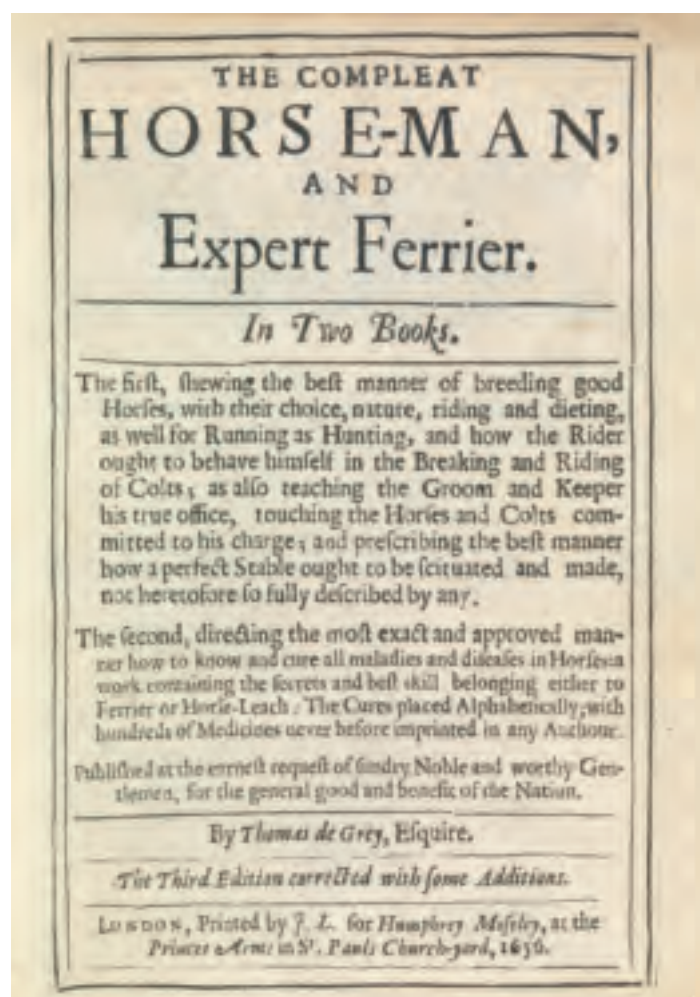 THE COMPLEAT
HORSE-MAN,
AND
Expert Ferrier.
In Two Books.
The firſt, ſhewing the beſt manner of breeding good
Horſes, with their choice, nature, riding and dieting,
as well for Running as Hunting, and how the Rider
ought to behave himſelf in the Breaking and Riding
of Colts; as alſo teaching the Groom and Keeper
his true office, touching the Horſes and Colts com-
mitted to his charge; and preſcribing the beſt manner
how a perfect Stable ought to be ſcituated and made,
not heretofore ſo fully deſcribed by any.
The ſecond, directing the moſt exact and approved man-
ner how to know and cure all maladies and diſeaſes in Horſes: a
work containing the ſecrets and beſt skill belonging either to
Ferrier or Horſe-Leach: The Cures placed Alphabetically, with
hundreds of Medicines never before imprinted in any Authour.
Publiſhed at the earneſt requeſt of ſundry Noble and worthy Gen-
tlemen, for the general good and benefit of the Nation.
By Thomas de Grey, Eſquire.
The Third Edition corrected with ſome Additions.
LONDON, Printed by J. L. for Humphrey Moſeley, at the
Princes Arms in Sᵗ. Pauls Church-yard, 1656.